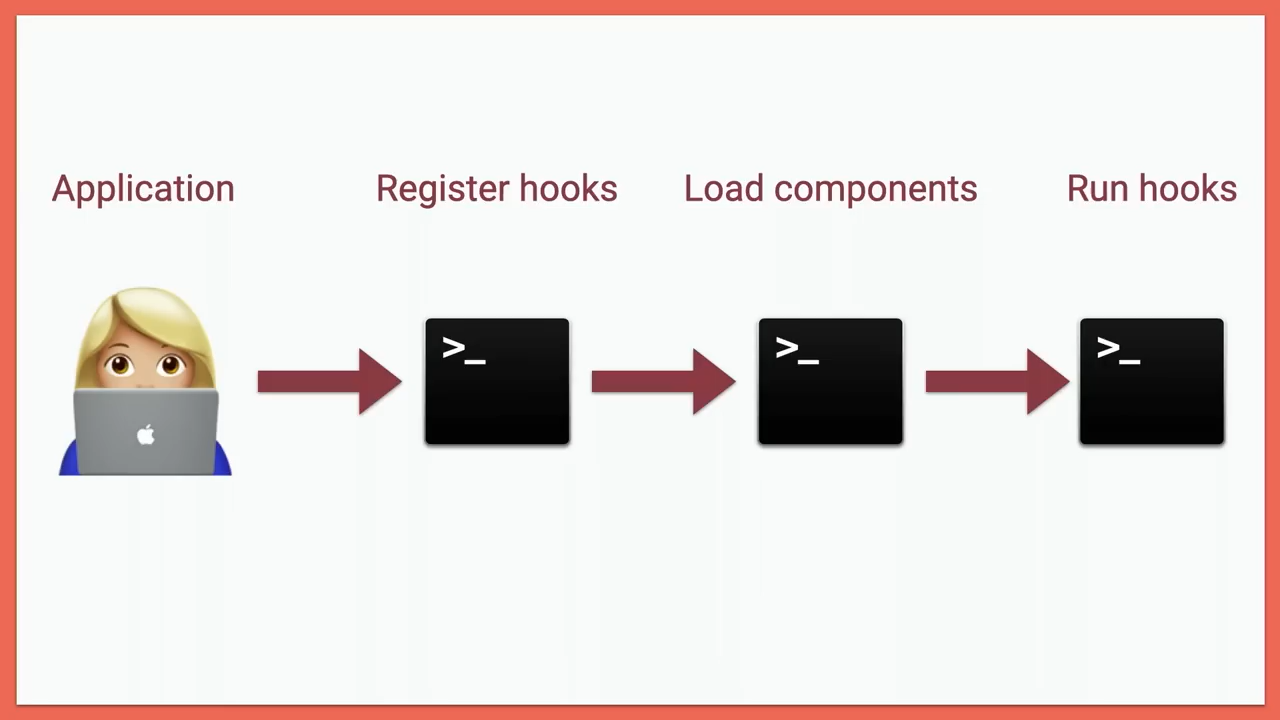 Application
Register hooks
Load components
Run hooks
>_
>_
>_